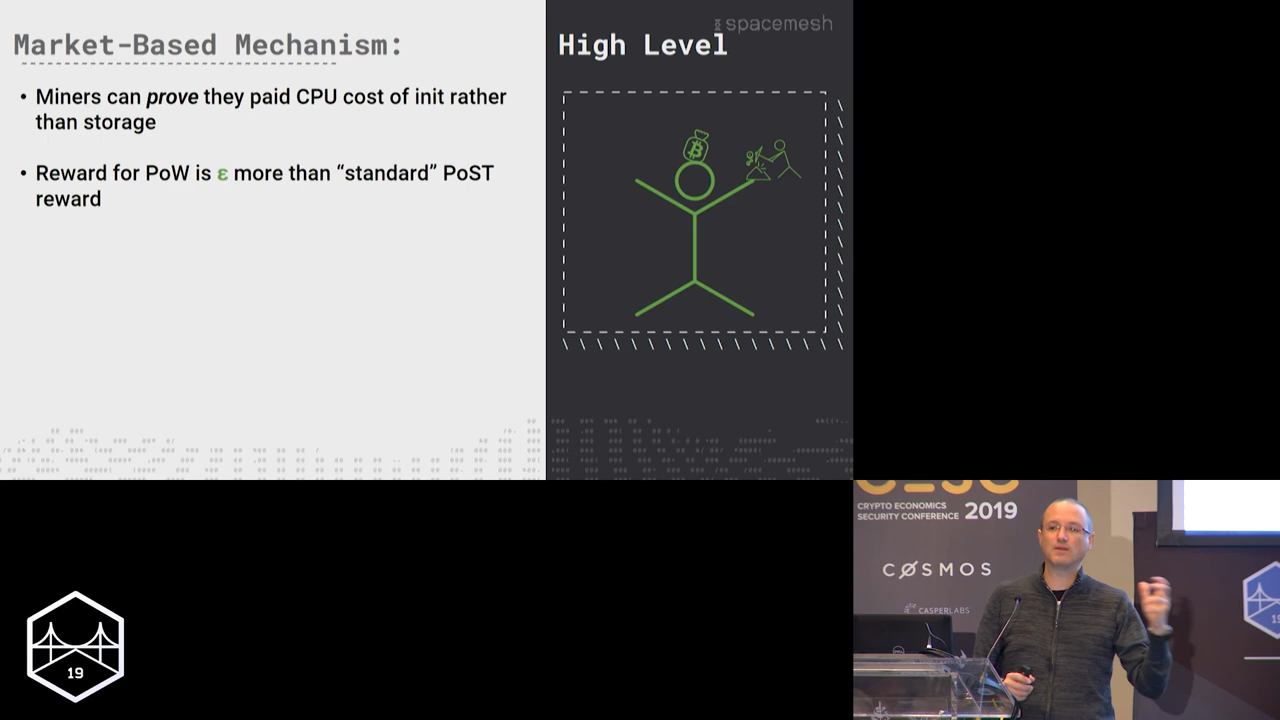 Market-Based Mechanism:
• Miners can prove they paid CPU cost of init rather
than storage
• Reward for PoW is ε more than “standard” PoST
reward
spacemesh
High Level
CRYPTO ECONOMICS
SECURITY CONFERENCE 2019
CØSMOS
CASPERLABS
19